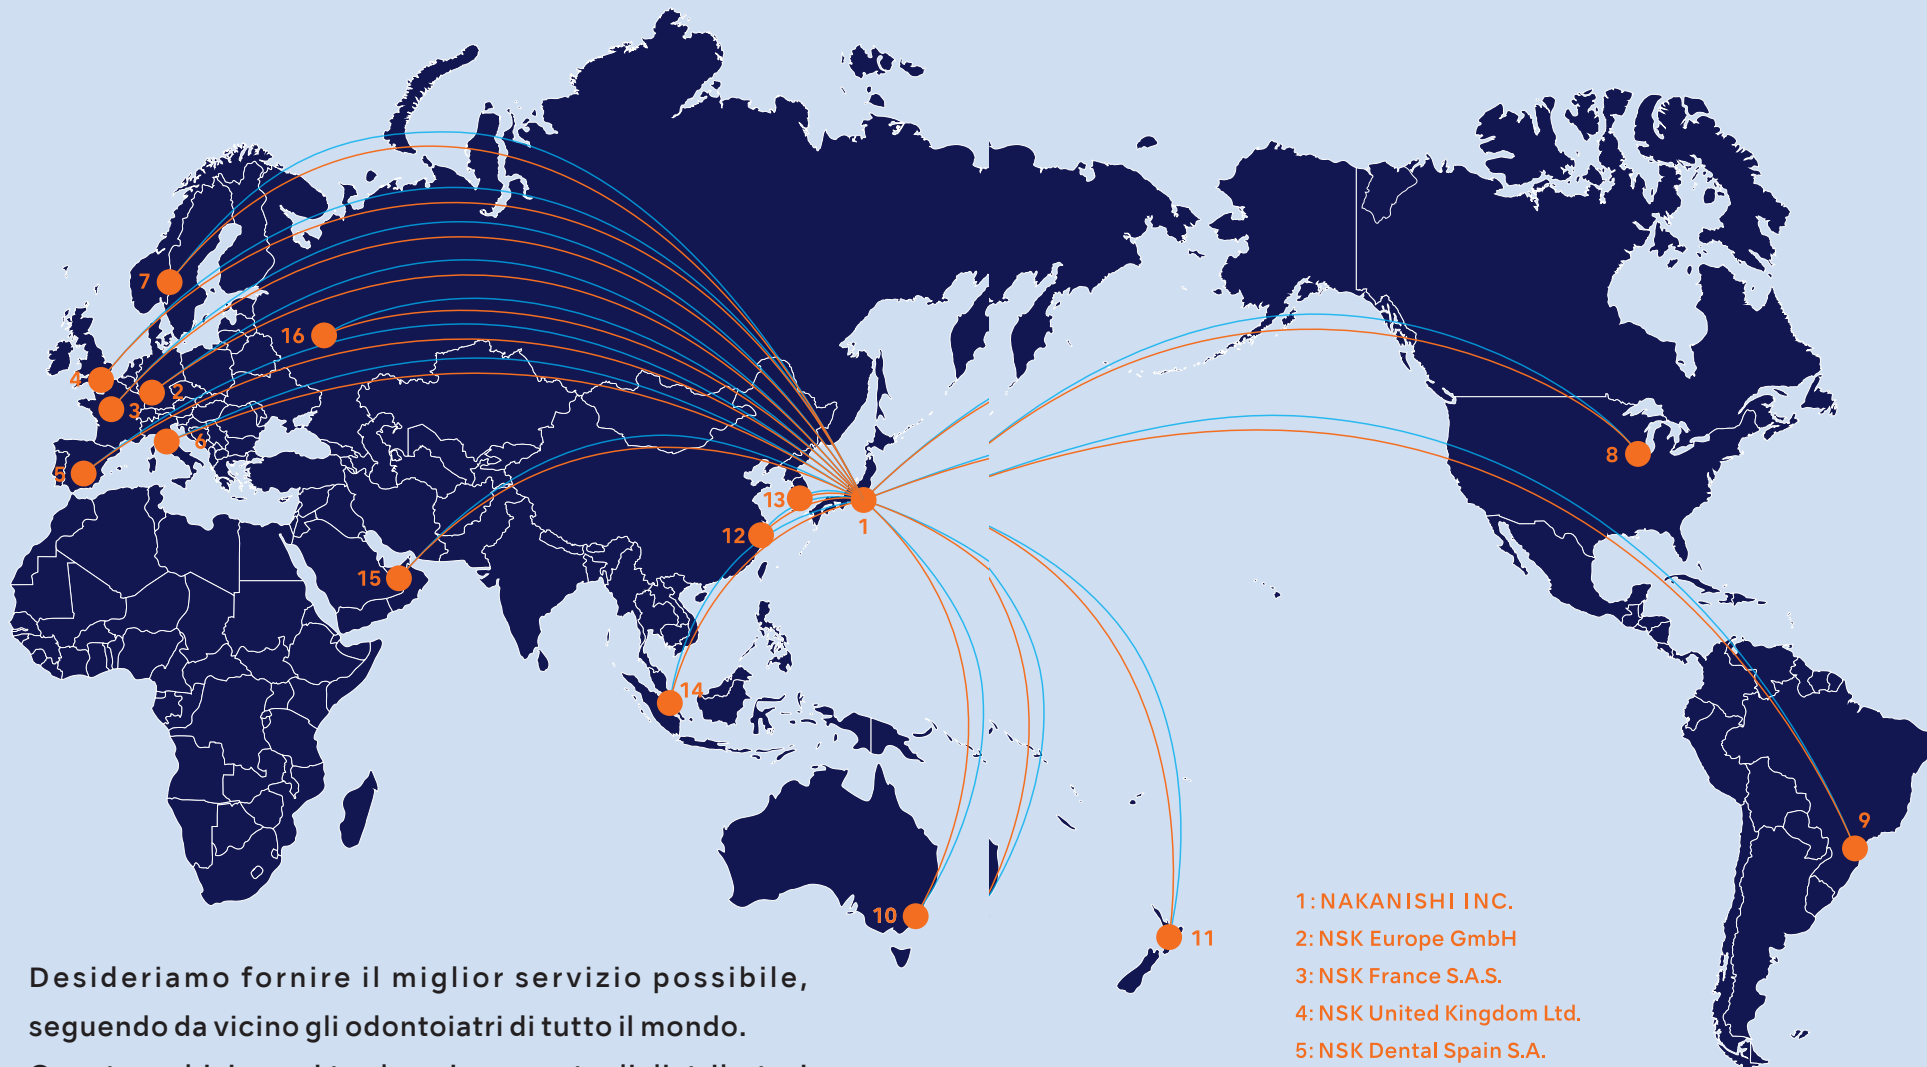 7
16
4
2
3
6
5
13
1
12
15
14
8
9
10
11
Desideriamo fornire il miglior servizio possibile,
seguendo da vicino gli odontoiatri di tutto il mondo.
1: NAKANISHI INC.
2: NSK Europe GmbH
3: NSK France S.A.S.
4: NSK United Kingdom Ltd.
5: NSK Dental Spain S.A.